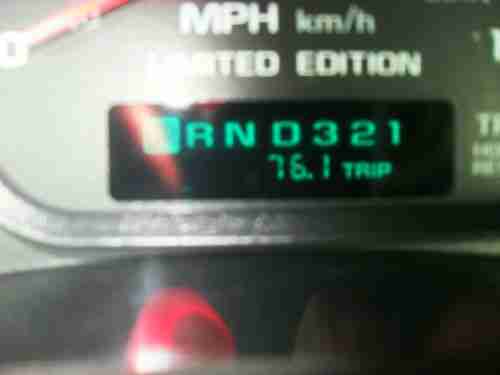 MPH km/h
LIMITED EDITION
P R N D 3 2 1
76.1 TRIP